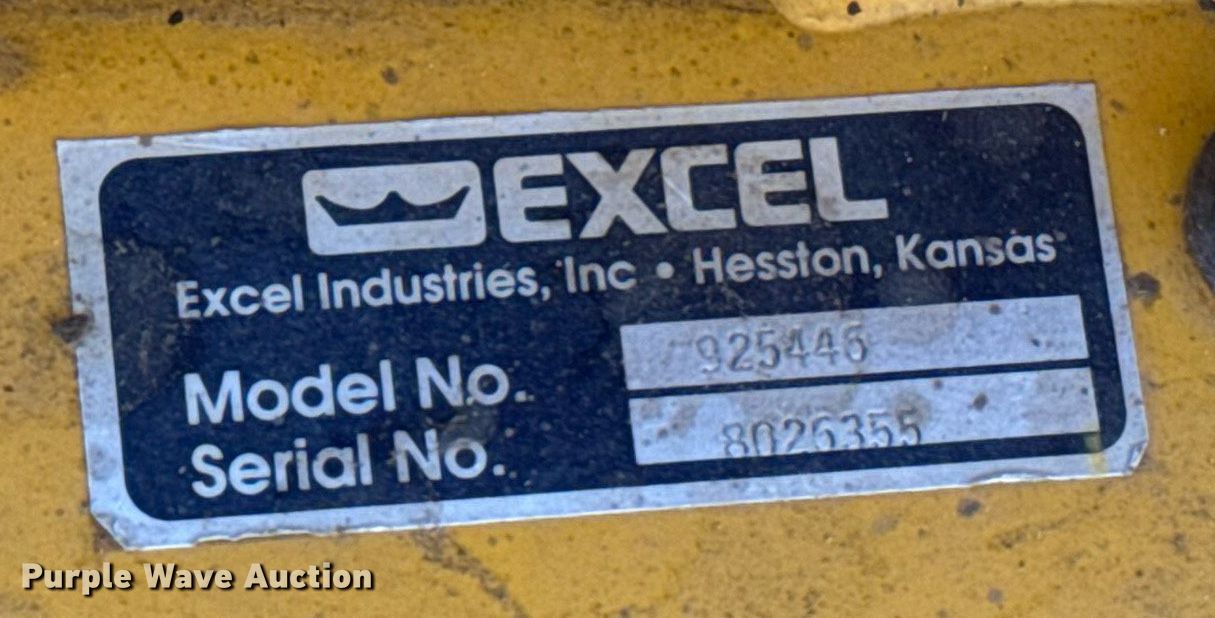 EXCEL
Excel Industries, Inc • Hesston, Kansas
Model No. 925446
Serial No. 8026355
Purple Wave Auction